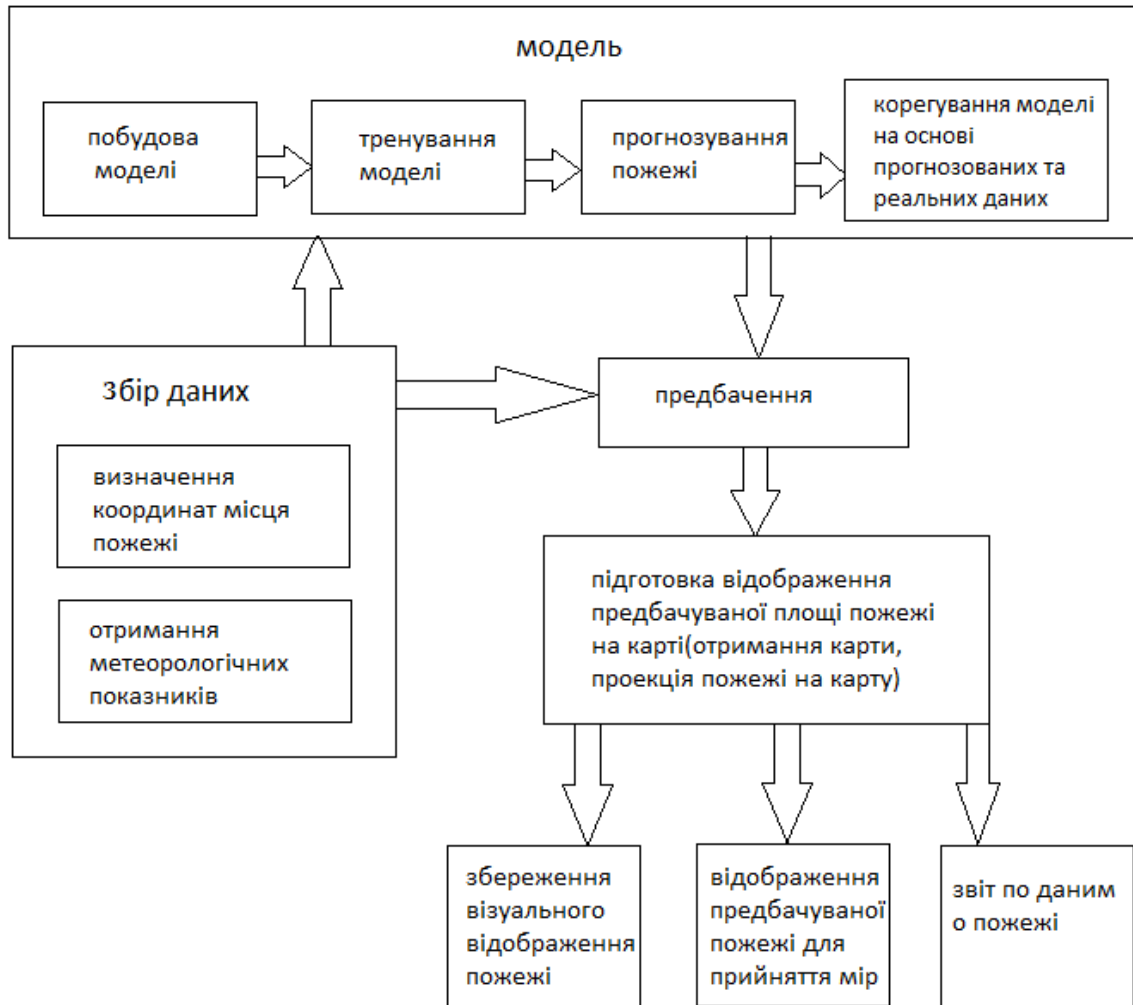 модель
побудова
моделі
тренування
моделі
прогнозування
пожежі
корегування моделі
на основі
прогнозованих та
реальних даних
Збір даних
визначення
координат місця
пожежі
отримання
метеорологічних
показників
предбачення
підготовка відображення
предбачуваної площі пожежі
на карті(отримання карти,
проекція пожежі на карту)
збереження
візуального
відображення
пожежі
відображення
предбачуваної
пожежі для
прийняття мір
звіт по даним
о пожежі